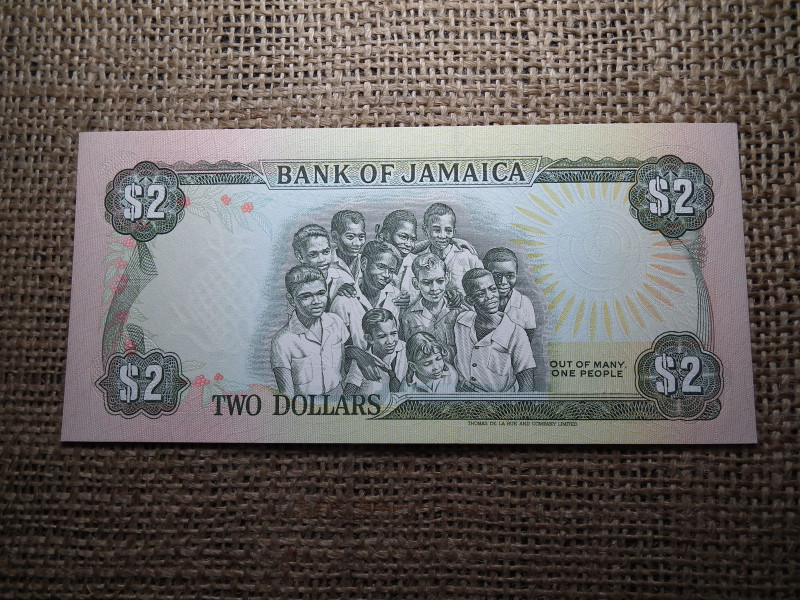 BANK OF JAMAICA
$2
$2
OUT OF MANY,
ONE PEOPLE
$2
$2
TWO DOLLARS
THOMAS DE LA RUE AND COMPANY LIMITED